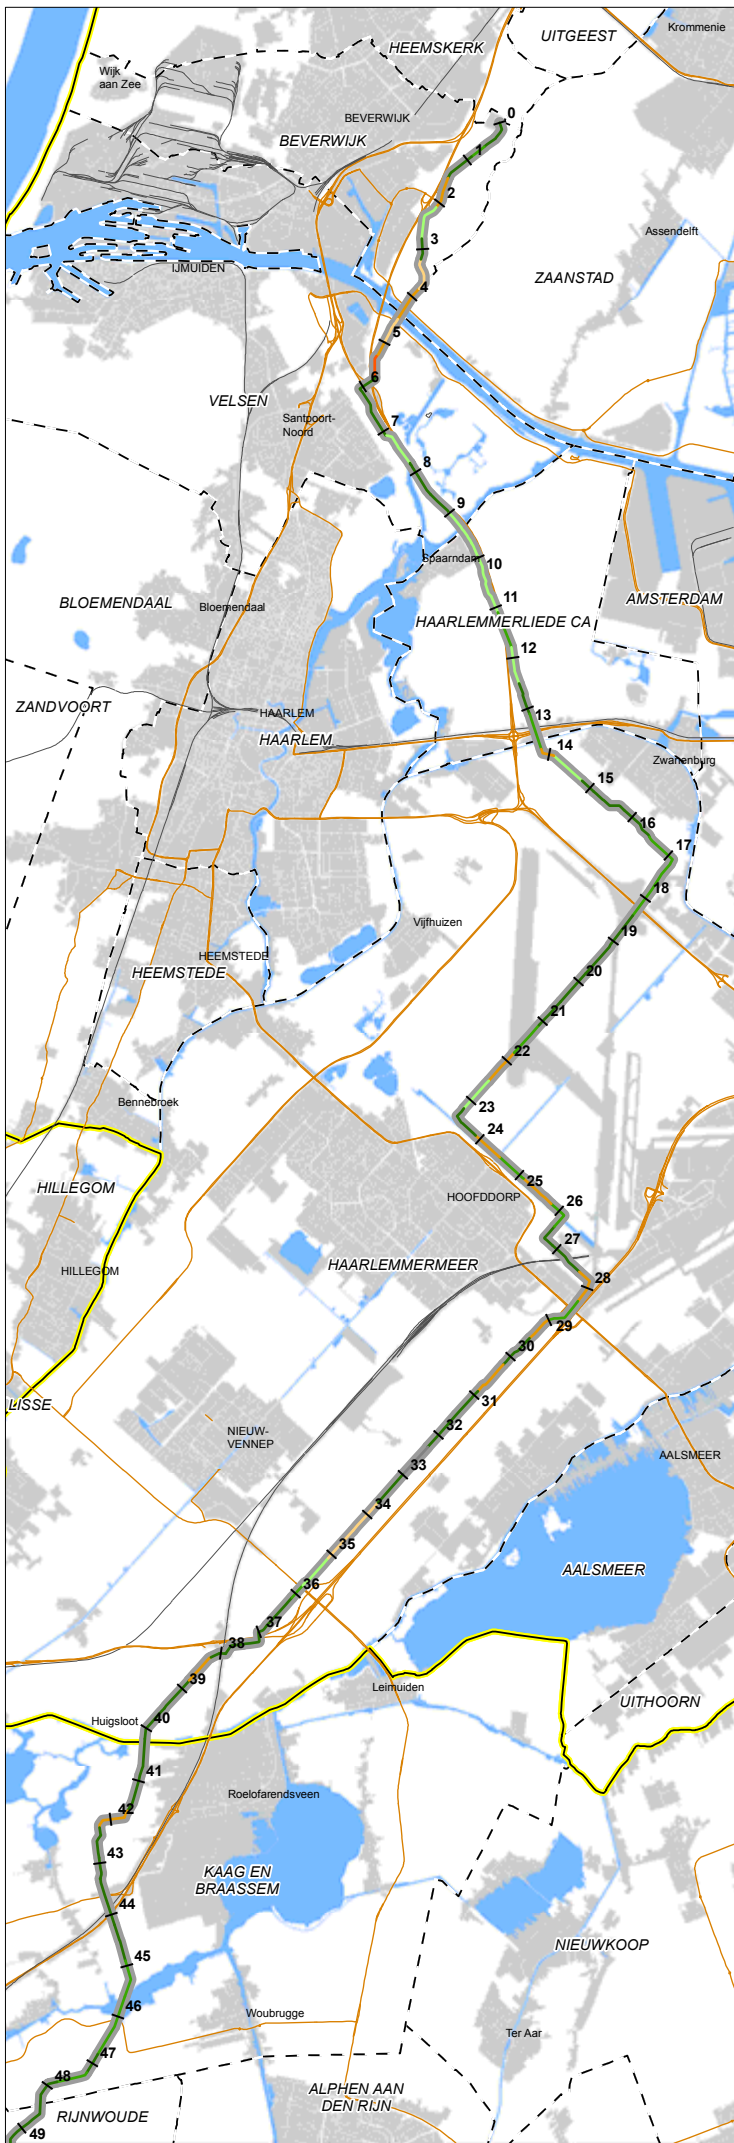 HEEMSKERK
UITGEEST
Krommenie
Wijk
aan Zee
BEVERWIJK
0
BEVERWIJK
1
2
Assendelft
3
IJMUIDEN
ZAANSTAD
4
5
6
VELSEN
Santpoort-
Noord
7
8
9
Spaarndam
10
BLOEMENDAAL
Bloemendaal
11
AMSTERDAM
HAARLEMMERLIEDE CA
12
ZANDVOORT
HAARLEM
13
HAARLEM
14
Zwanenburg
15
16
17
18
Vijfhuizen
19
HEEMSTEDE
HEEMSTEDE
20
21
22
Bennebroek
23
24
HILLEGOM
25
HOOFDDORP
26
27
HILLEGOM
HAARLEMMERMEER
28
29
30
LISSE
31
NIEUW-
VENNEP
32
AALSMEER
33
34
35
AALSMEER
36
37
38
39
Leimuiden
UITHOORN
Huigsloot
40
41
Roelofarendsveen
42
43
KAAG EN
BRAASSEM
44
NIEUWKOOP
45
46
Woubrugge
Ter Aar
47
48
ALPHEN AAN
DEN RIJN
RIJNWOUDE
49